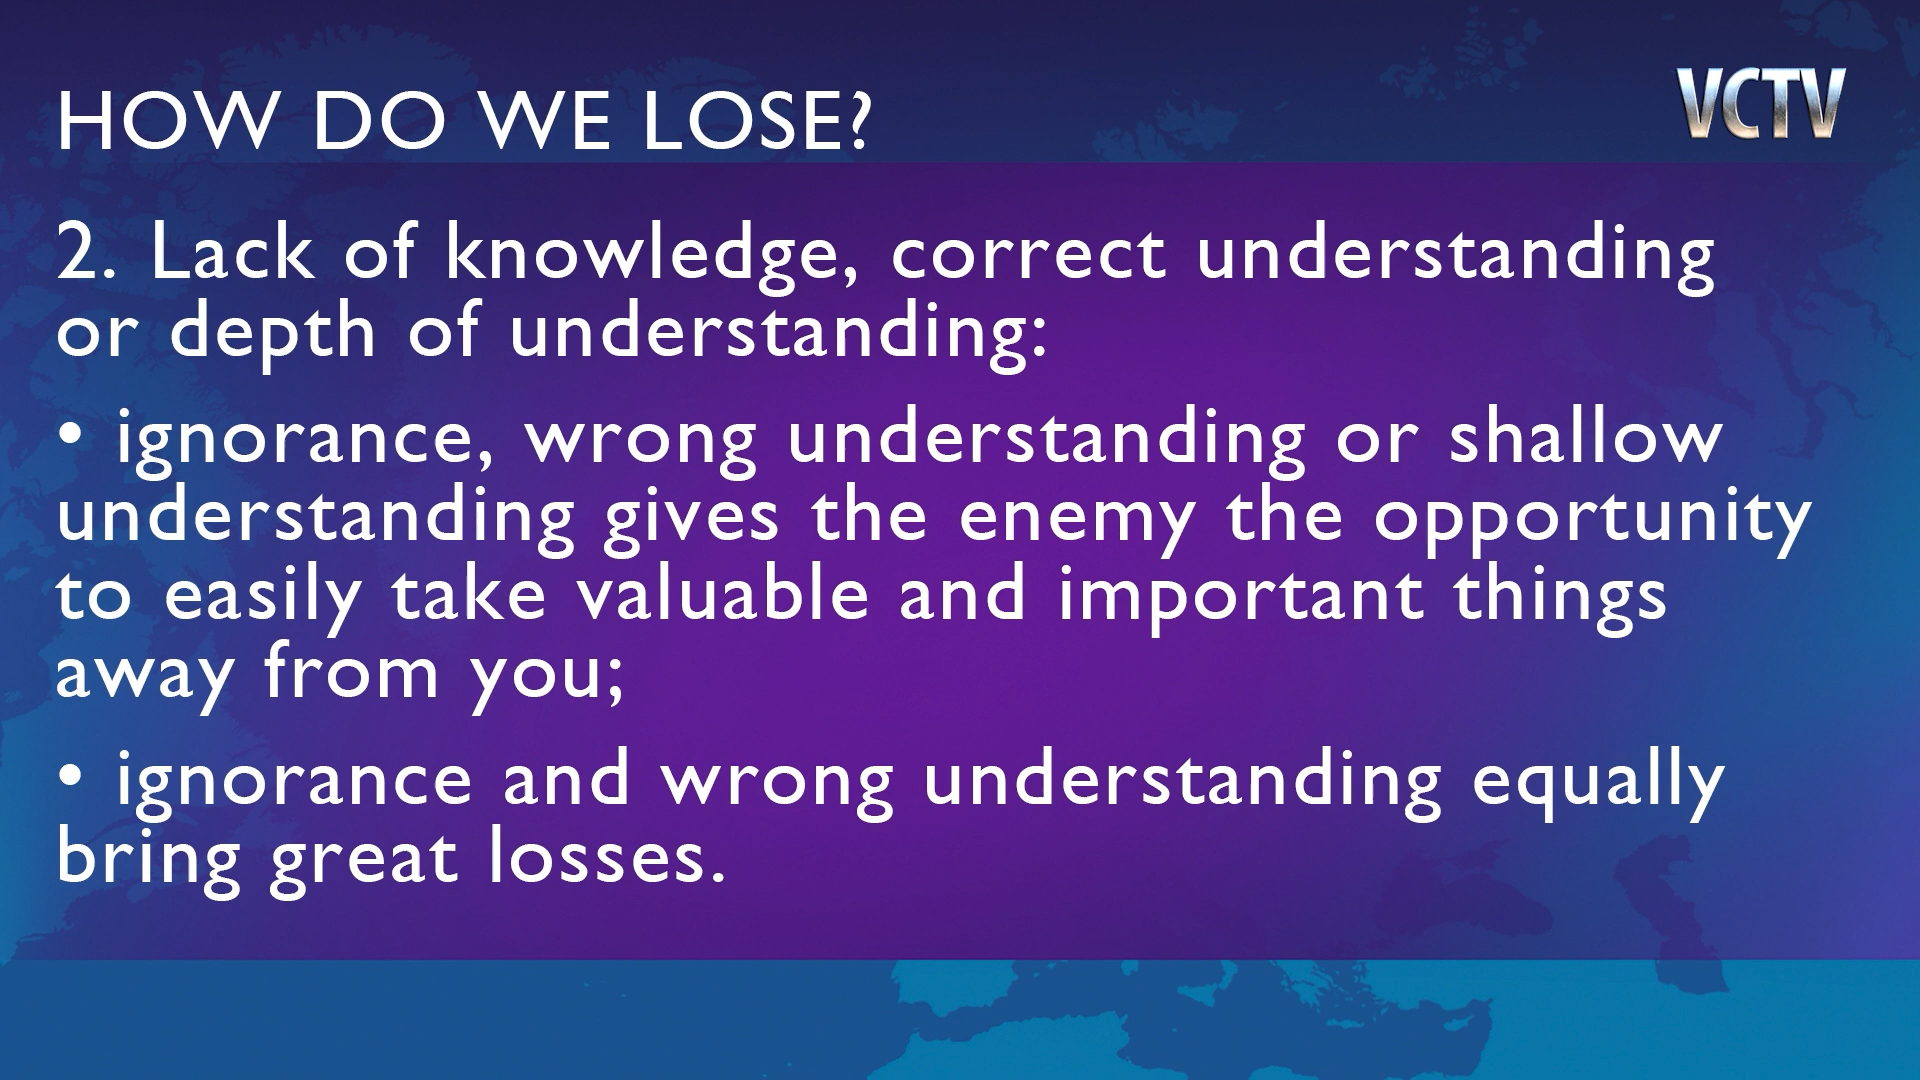 HOW DO WE LOSE?
VCTV
2. Lack of knowledge, correct understanding
or depth of understanding:
• ignorance, wrong understanding or shallow
understanding gives the enemy the opportunity
to easily take valuable and important things
away from you;
• ignorance and wrong understanding equally
bring great losses.